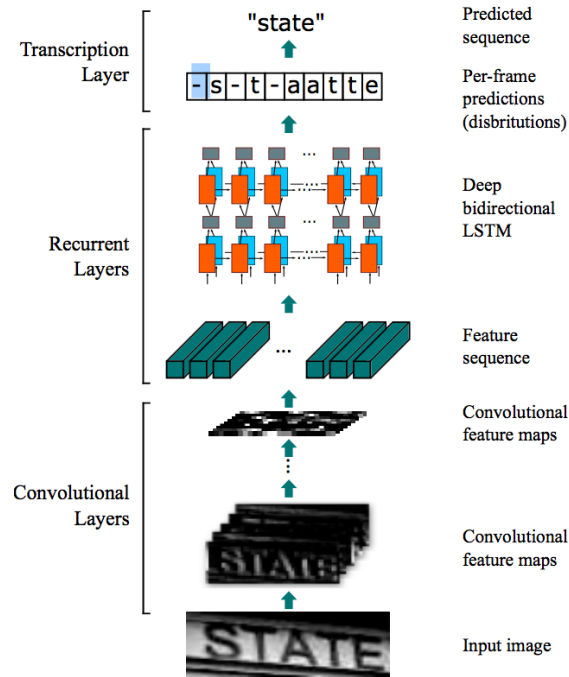 "state"
Predicted sequence
Transcription Layer
- s - t - a a t t e
Per-frame predictions (disbritutions)
Recurrent Layers
Deep bidirectional LSTM
Feature sequence
...
Convolutional Layers
Convolutional feature maps
STATE
Convolutional feature maps
STATE
Input image